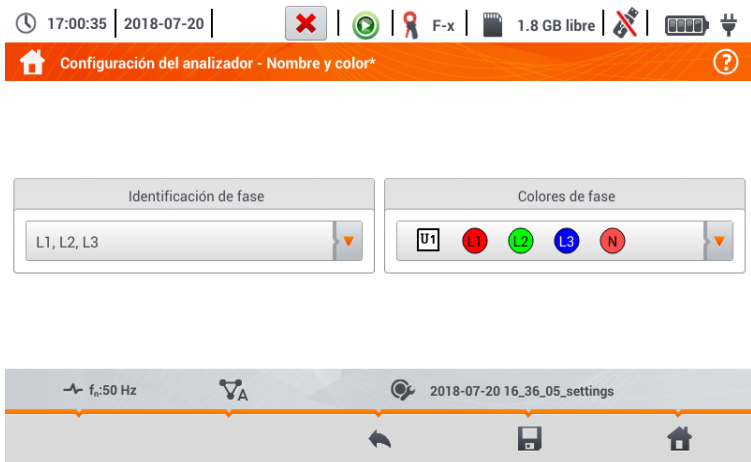 17:00:35 2018-07-20 F-x 1.8 GB libre
Configuración del analizador - Nombre y color* ?
Identificación de fase Colores de fase
L1, L2, L3 U1 L1 L2 L3 N
fn:50 Hz A 2018-07-20 16_36_05_settings